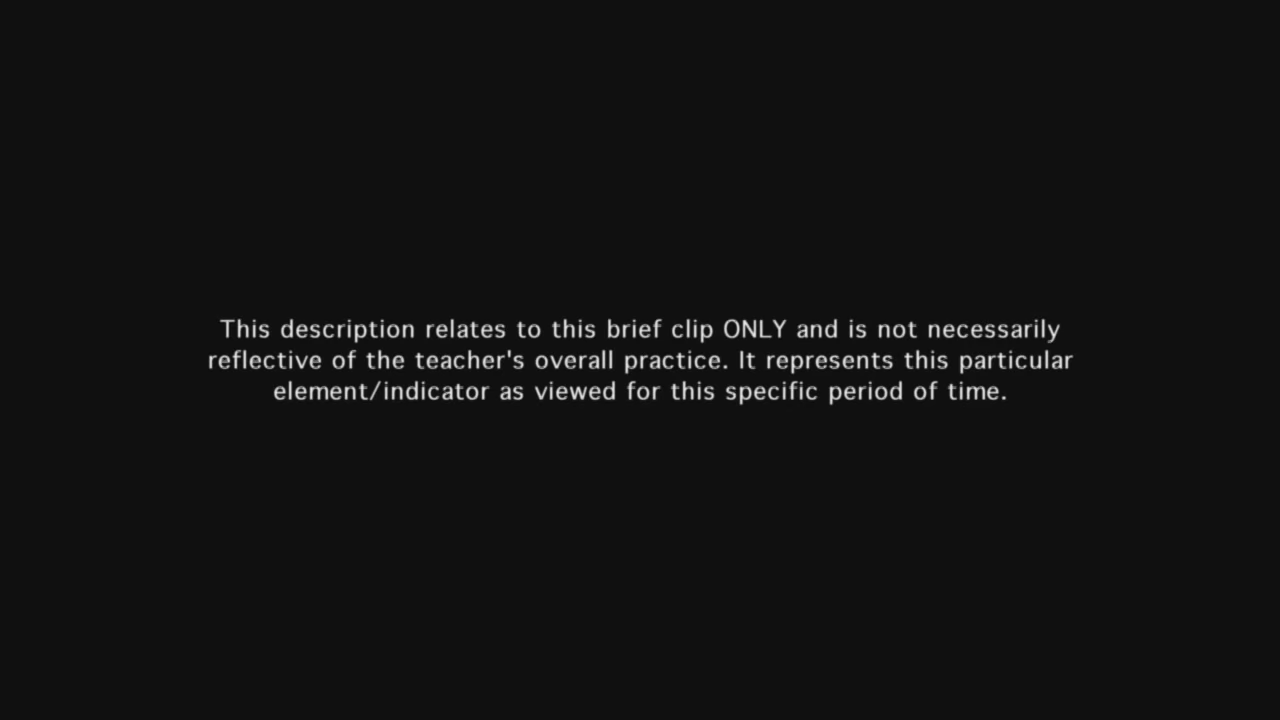 This description relates to this brief clip ONLY and is not necessarily
reflective of the teacher's overall practice. It represents this particular
element/indicator as viewed for this specific period of time.